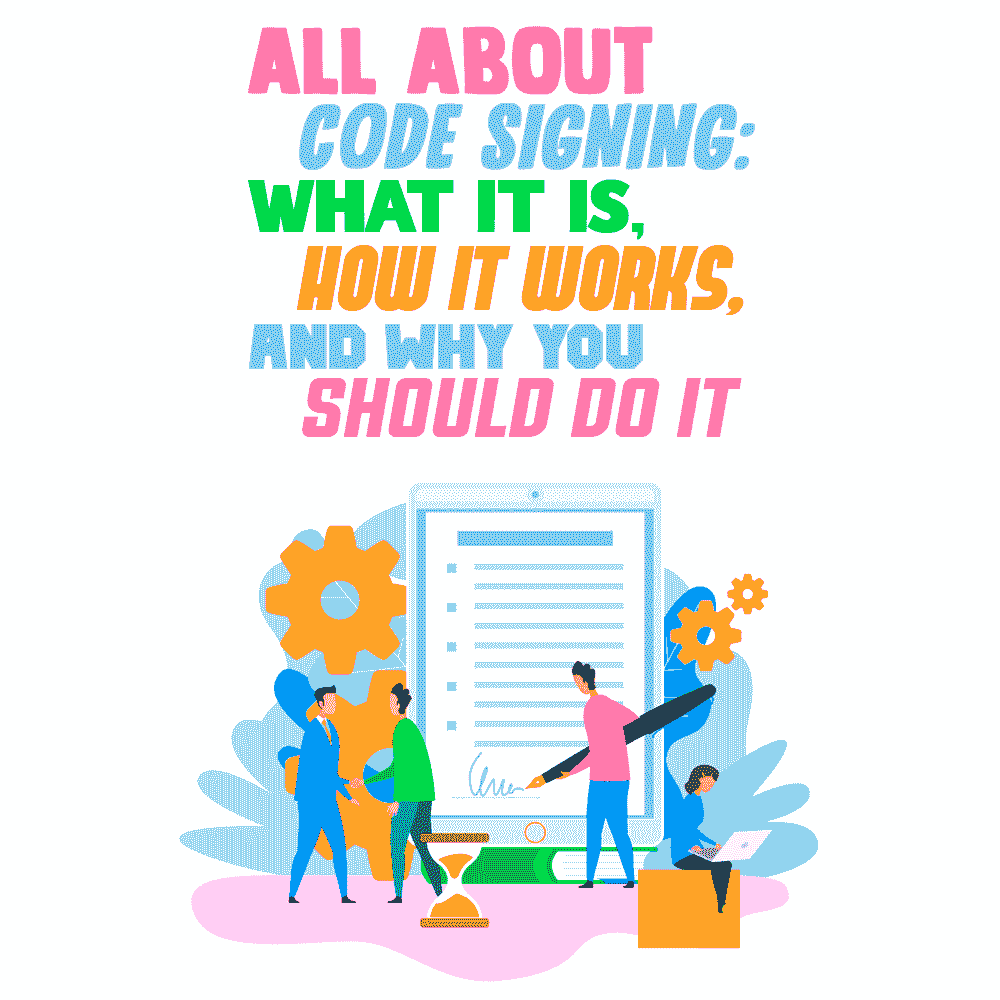 ALL ABOUT
CODE SIGNING:
WHAT IT IS,
HOW IT WORKS,
AND WHY YOU
SHOULD DO IT